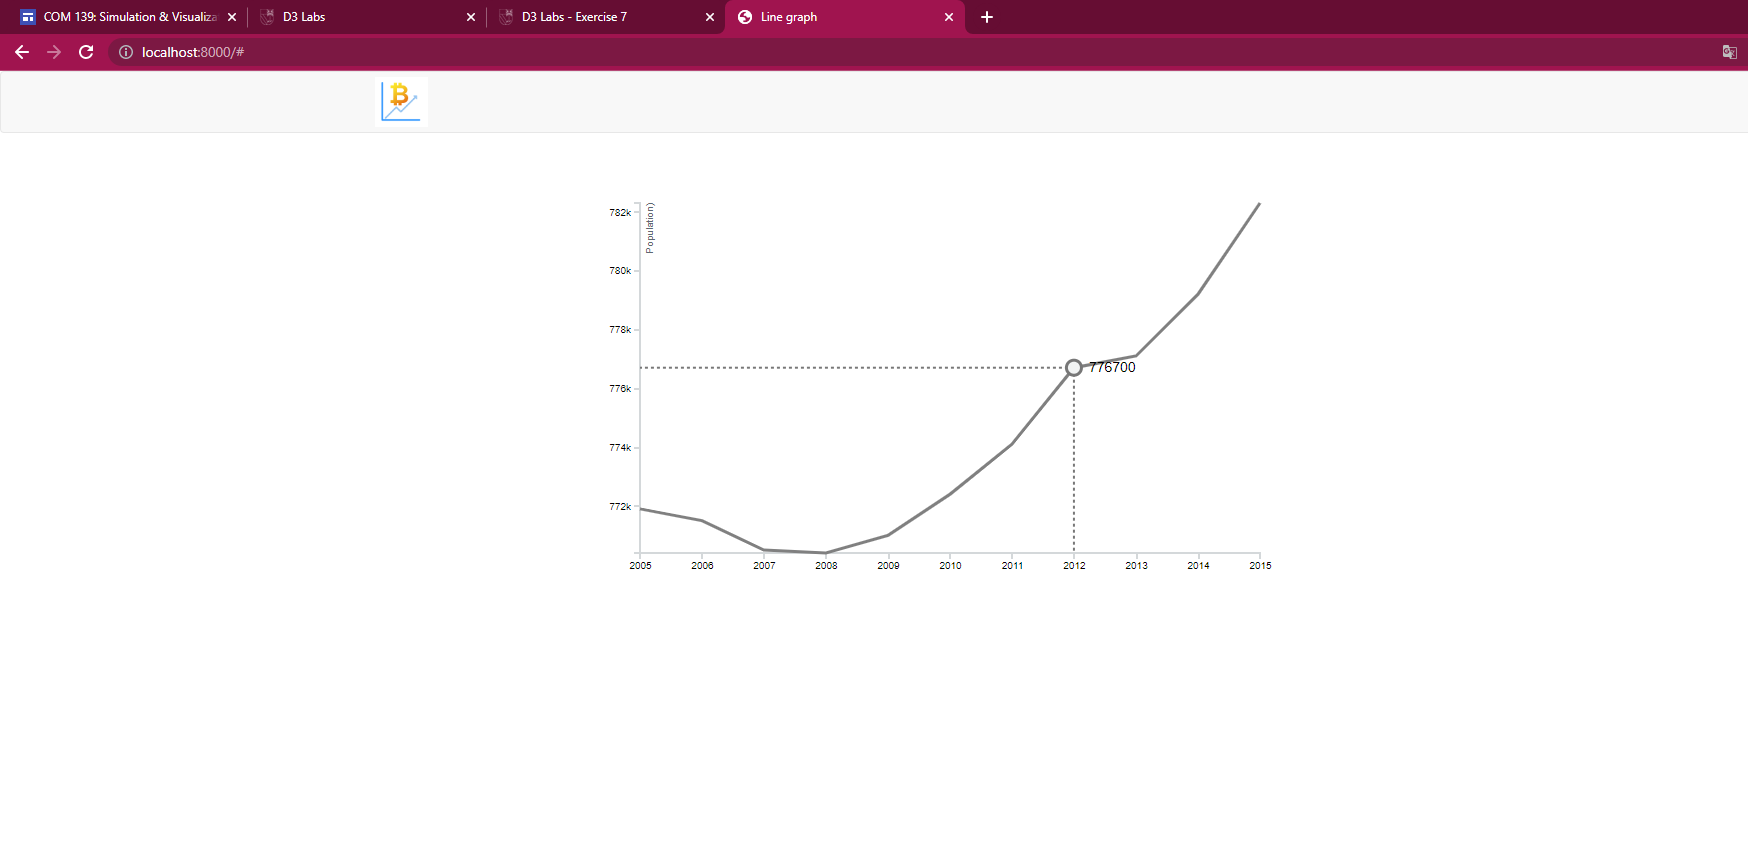 COM 139: Simulation & Visualiza
D3 Labs
D3 Labs - Exercise 7
Line graph
localhost:8000/#
782k
Population)
780k
778k
776700
776k
774k
772k
2005 2006 2007 2008 2009 2010 2011 2012 2013 2014 2015